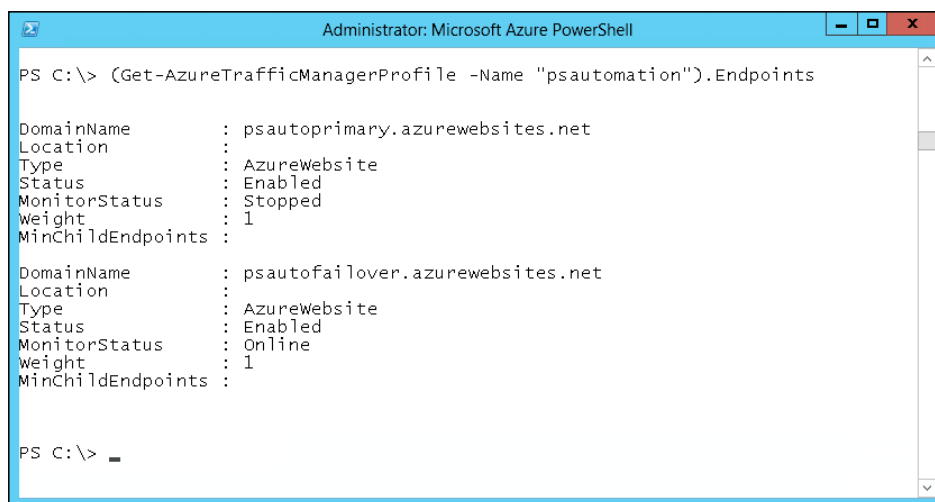 Administrator: Microsoft Azure PowerShell
PS C:\> (Get-AzureTrafficManagerProfile -Name "psautomation").Endpoints
DomainName : psautoprimary.azurewebsites.net
Location :
Type : AzureWebsite
Status : Enabled
MonitorStatus : Stopped
Weight : 1
MinChildEndpoints :
DomainName : psautofailover.azurewebsites.net
Location :
Type : AzureWebsite
Status : Enabled
MonitorStatus : Online
Weight : 1
MinChildEndpoints :
PS C:\>